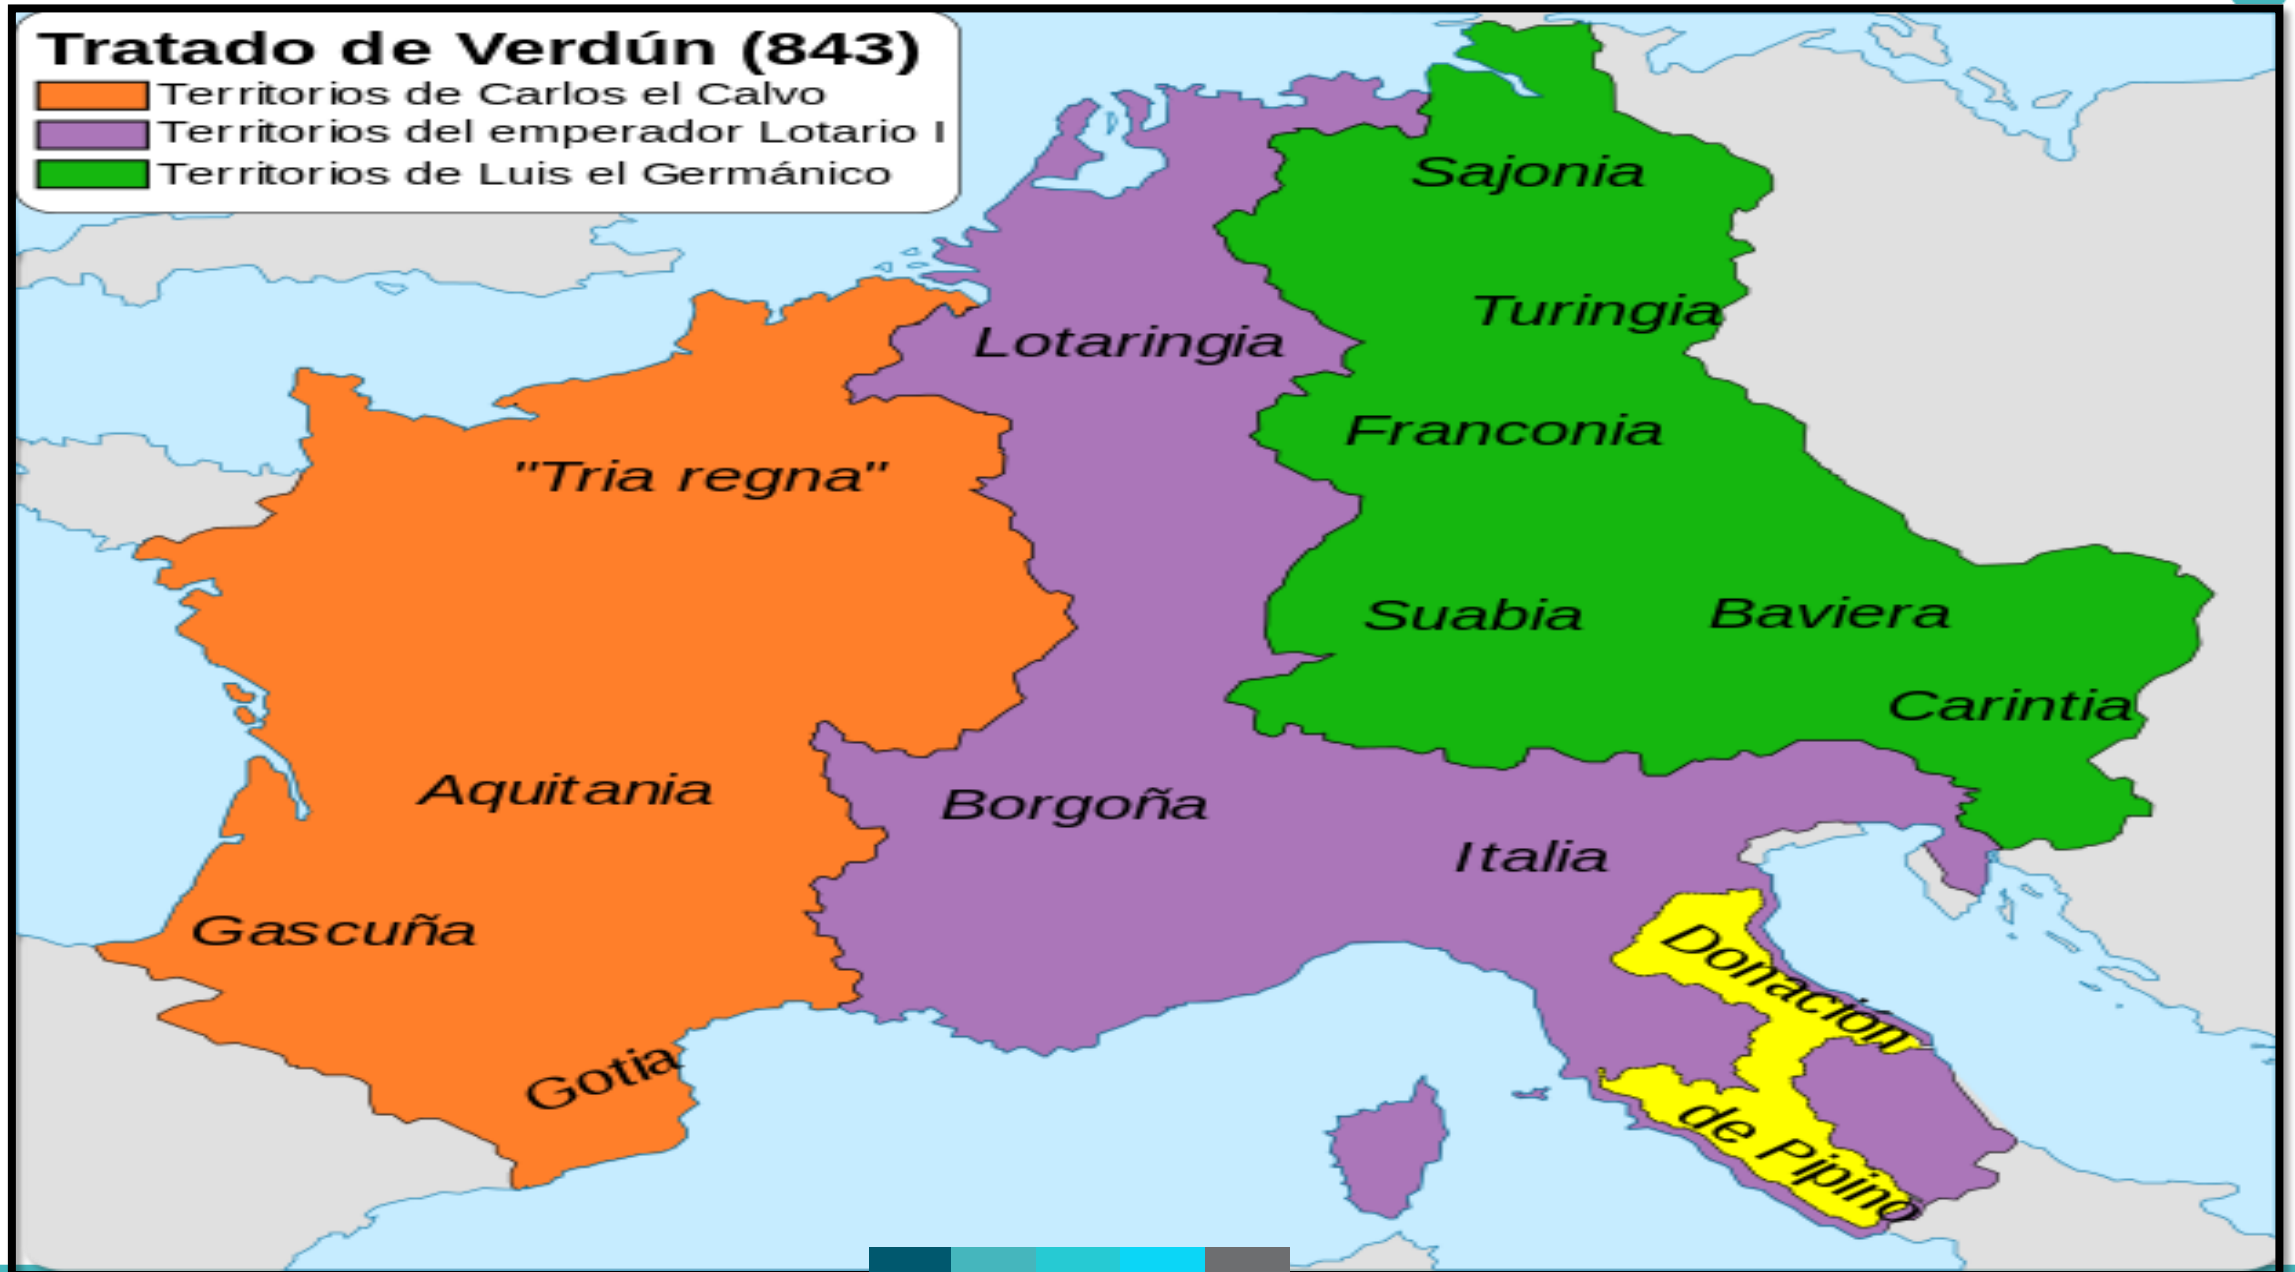 Tratado de Verdún (843)
Territorios de Carlos el Calvo
Territorios del emperador Lotario I
Territorios de Luis el Germánico
Sajonia
Turingia
Lotaringia
Franconia
"Tria regna"
Suabia
Baviera
Carintia
Aquitania
Borgoña
Italia
Gascuña
Donación
de Pipino
Gotia